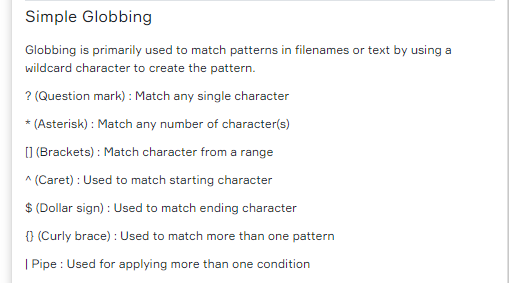 Simple Globbing
Globbing is primarily used to match patterns in filenames or text by using a
wildcard character to create the pattern.
? (Question mark) : Match any single character
* (Asterisk) : Match any number of character(s)
[] (Brackets) : Match character from a range
^ (Caret) : Used to match starting character
$ (Dollar sign) : Used to match ending character
{} (Curly brace) : Used to match more than one pattern
| Pipe : Used for applying more than one condition